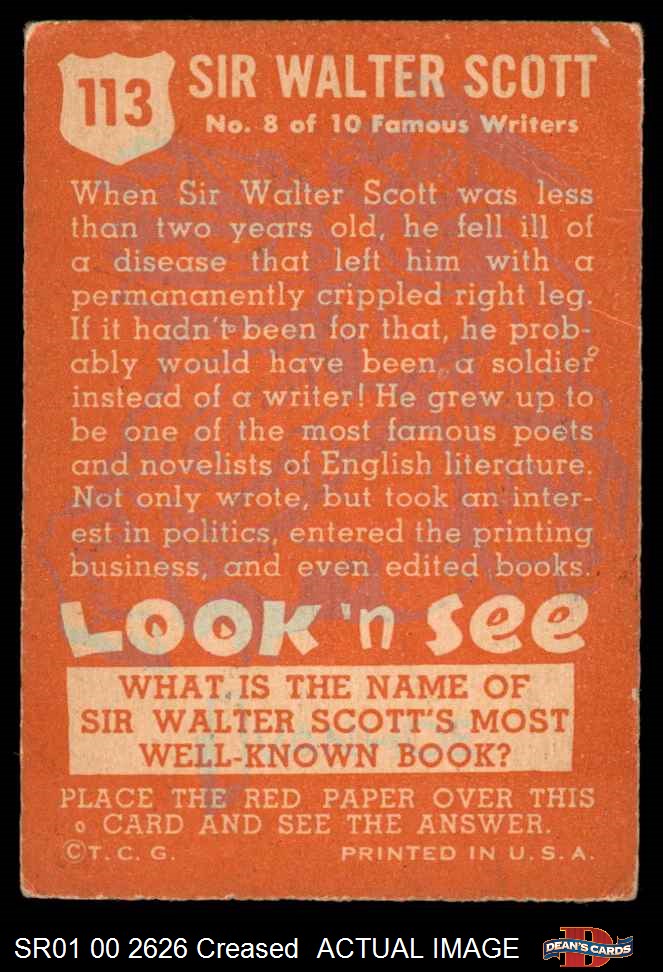 113
SIR WALTER SCOTT
No. 8 of 10 Famous Writers
When Sir Walter Scott was less
than two years old, he fell ill of
a disease that left him with a
permananently crippled right leg.
If it hadn't been for that, he prob-
ably would have been a soldier
instead of a writer! He grew up to
be one of the most famous poets
and novelists of English literature.
Not only wrote, but took an inter-
est in politics, entered the printing
business, and even edited books.
LOOK 'n See
WHAT IS THE NAME OF
SIR WALTER SCOTT'S MOST
WELL-KNOWN BOOK?
PLACE THE RED PAPER OVER THIS
CARD AND SEE THE ANSWER.
©T.C.G. PRINTED IN U.S.A.
SR01 00 2626 Creased ACTUAL IMAGE
DEAN'S CARDS